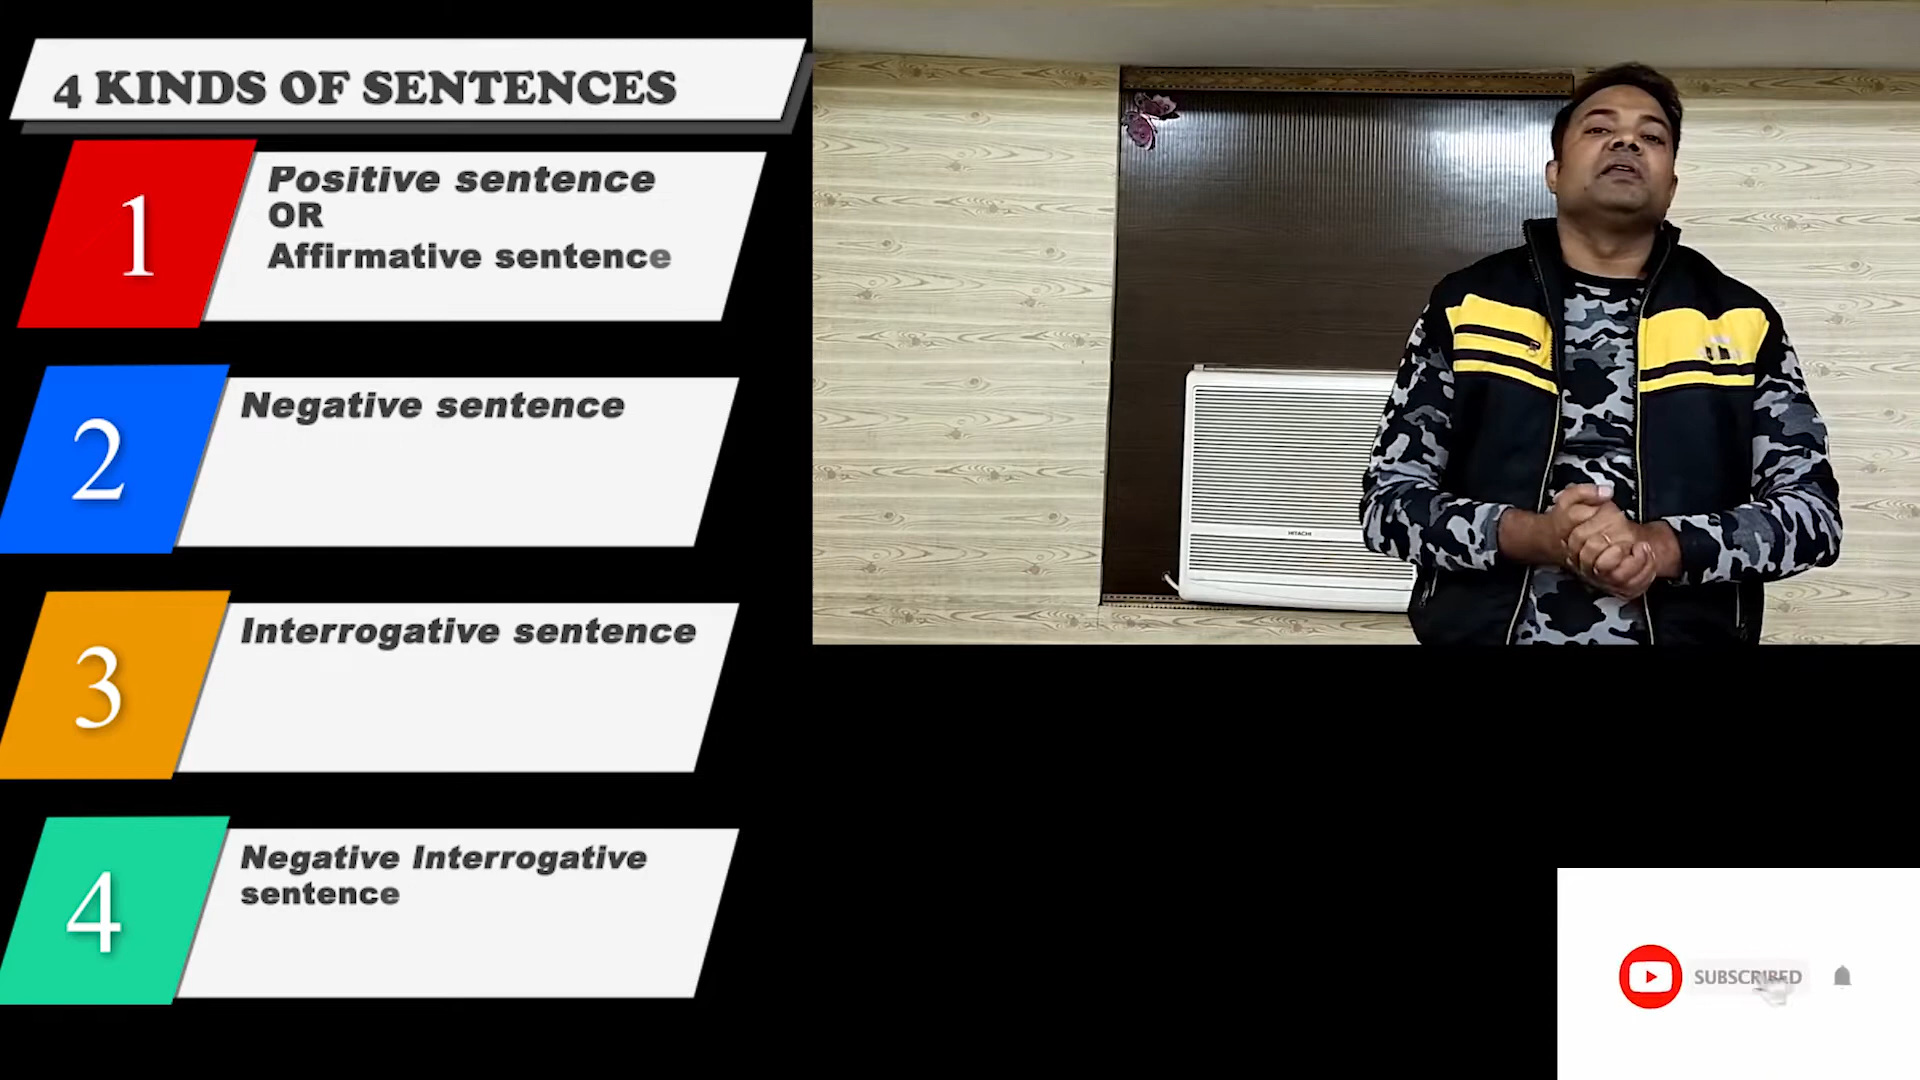 4 KINDS OF SENTENCES
1
Positive sentence
OR
Affirmative sentence
2
Negative sentence
3
Interrogative sentence
4
Negative Interrogative
sentence
HITACHI
SUBSCRIBED